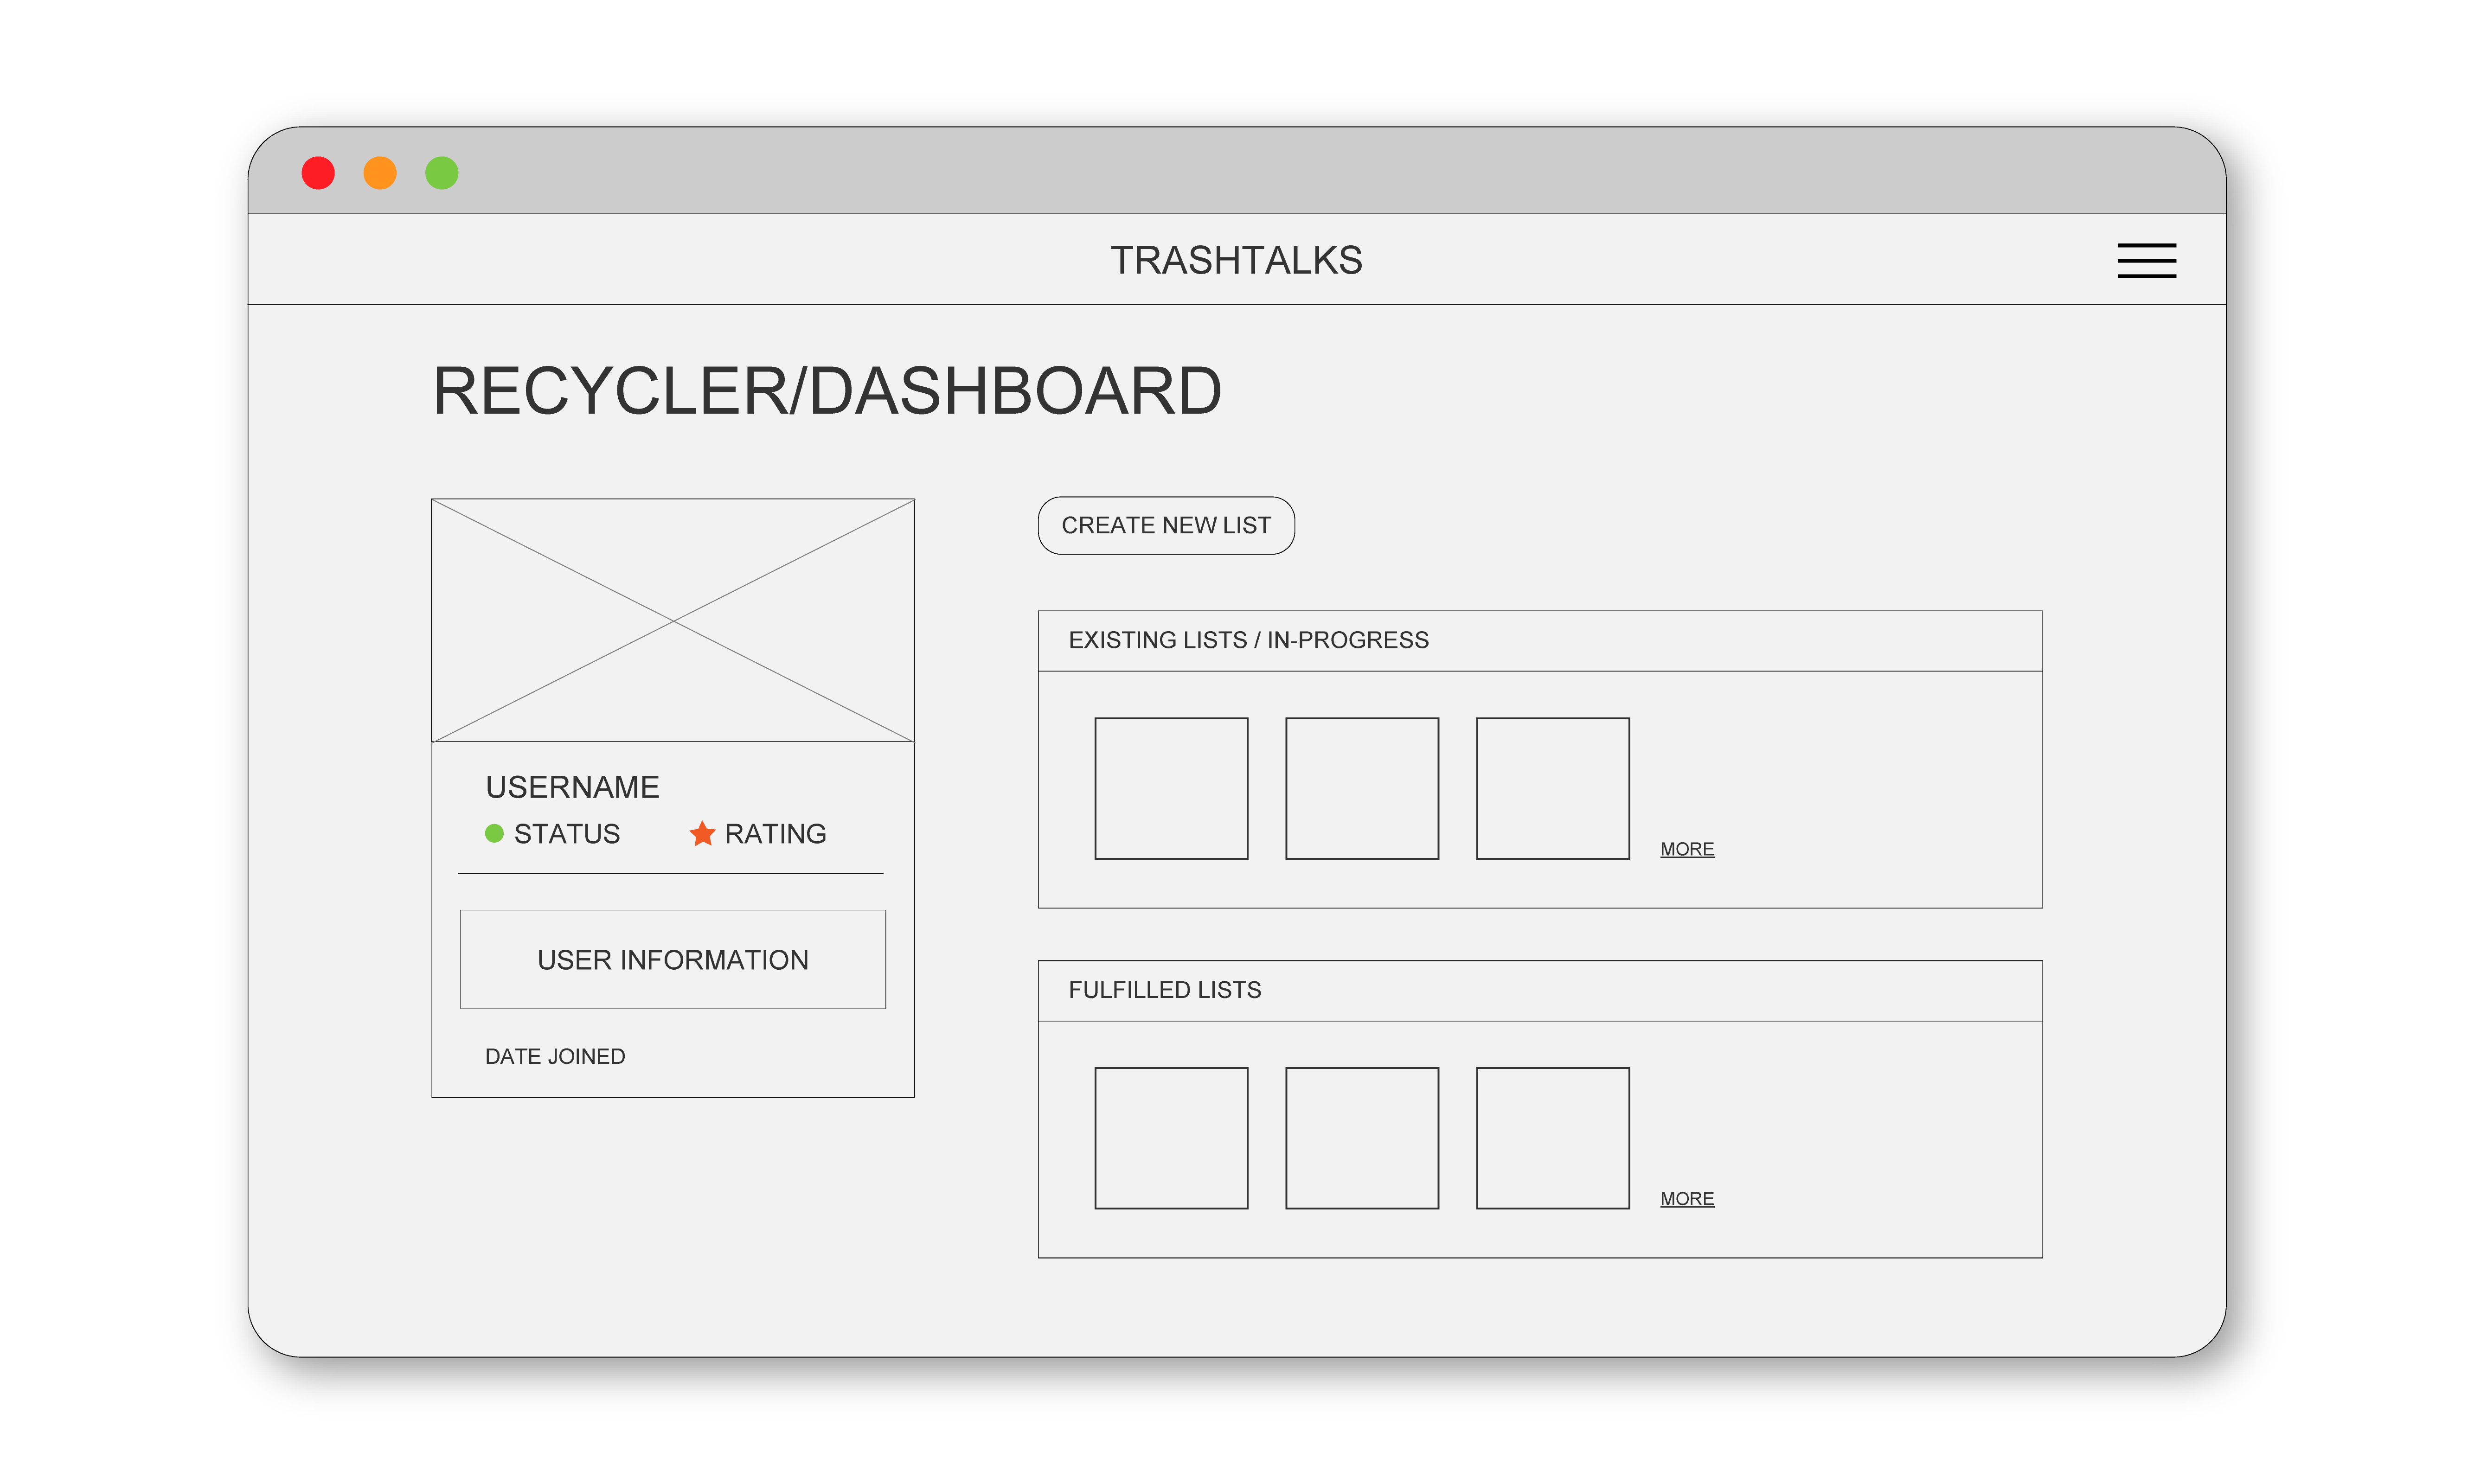 TRASHTALKS
RECYCLER/DASHBOARD
USERNAME
STATUS RATING
USER INFORMATION
DATE JOINED
CREATE NEW LIST
EXISTING LISTS / IN-PROGRESS
MORE
FULFILLED LISTS
MORE